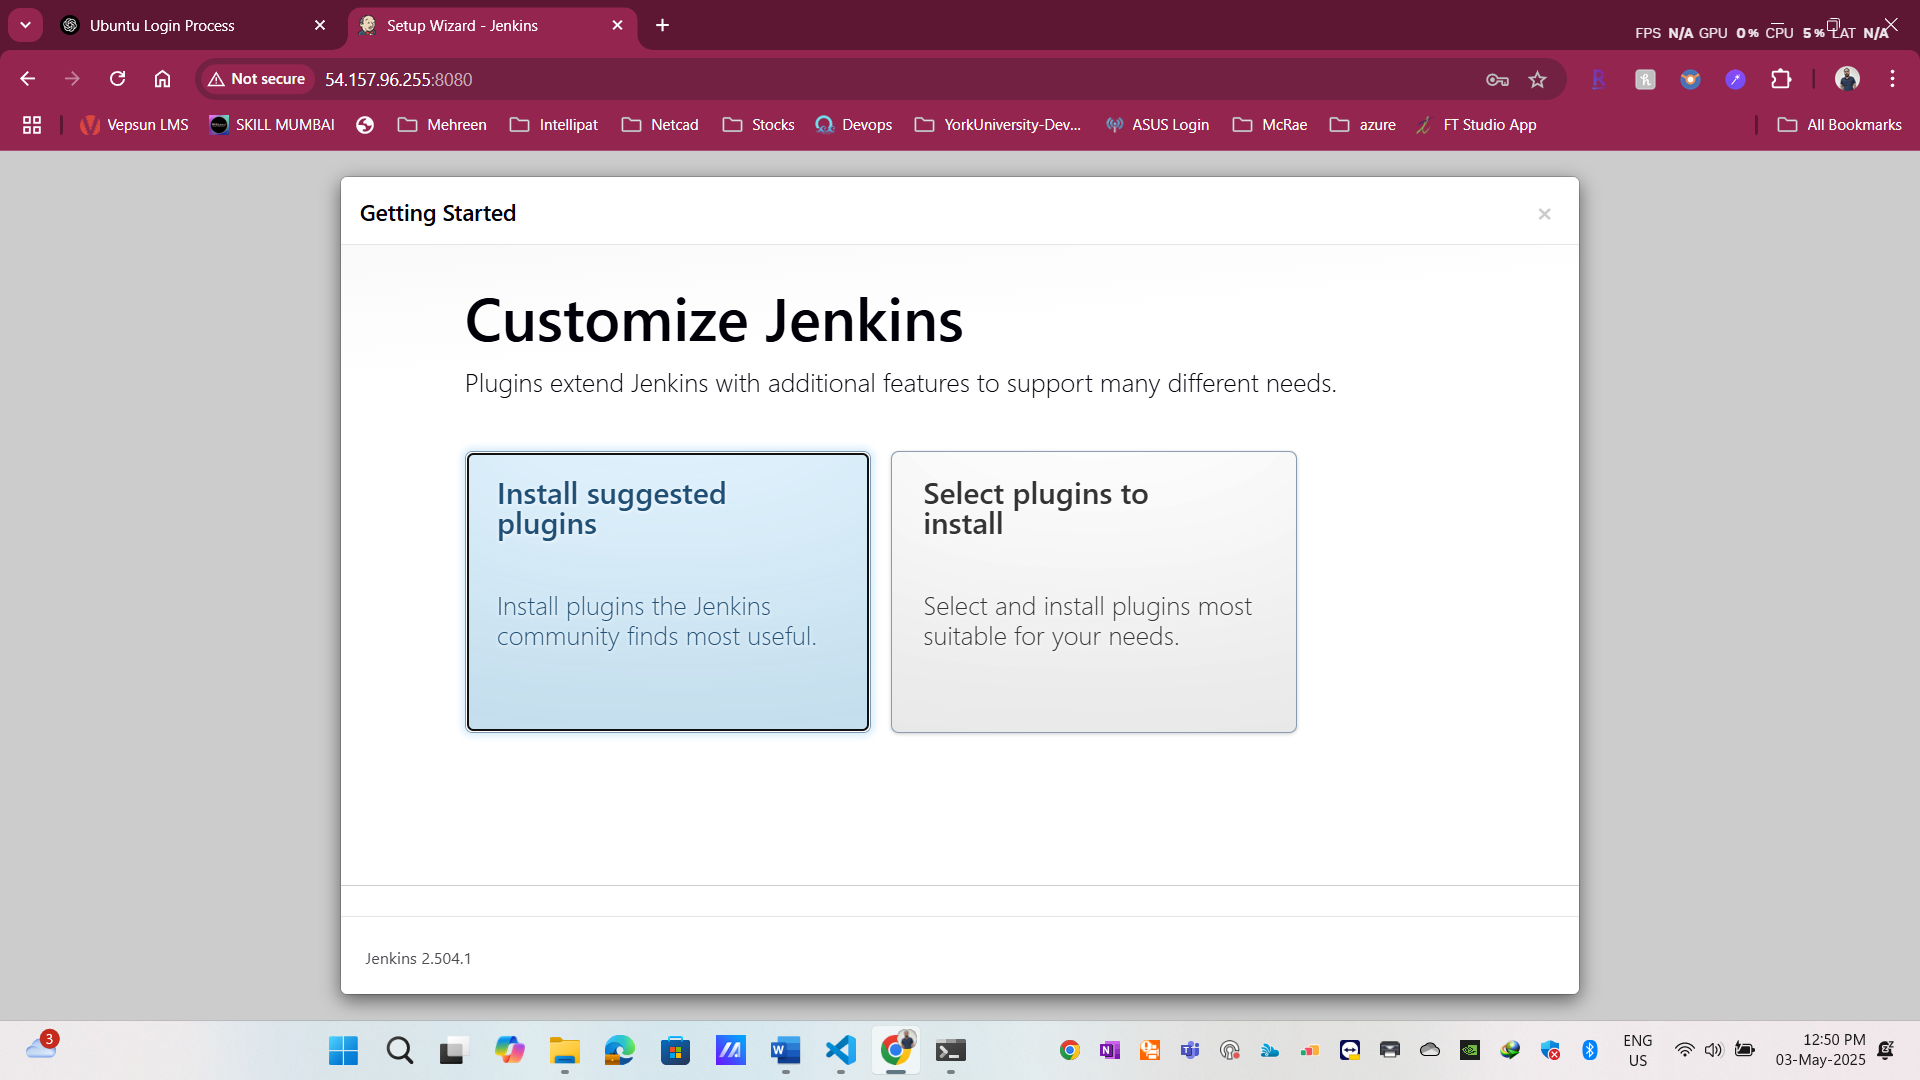 Ubuntu Login Process
Setup Wizard - Jenkins
FPS N/A GPU 0% CPU 5% LAT N/A
Not secure
54.157.96.255:8080
Vepsun LMS
SKILL MUMBAI
Mehreen
Intellipat
Netcad
Stocks
Devops
YorkUniversity-Dev...
ASUS Login
McRae
azure
FT Studio App
All Bookmarks
Getting Started
Customize Jenkins
Plugins extend Jenkins with additional features to support many different needs.
Install suggested
plugins
Install plugins the Jenkins
community finds most useful.
Select plugins to
install
Select and install plugins most
suitable for your needs.
Jenkins 2.504.1
3
ENG
US
12:50 PM
03-May-2025